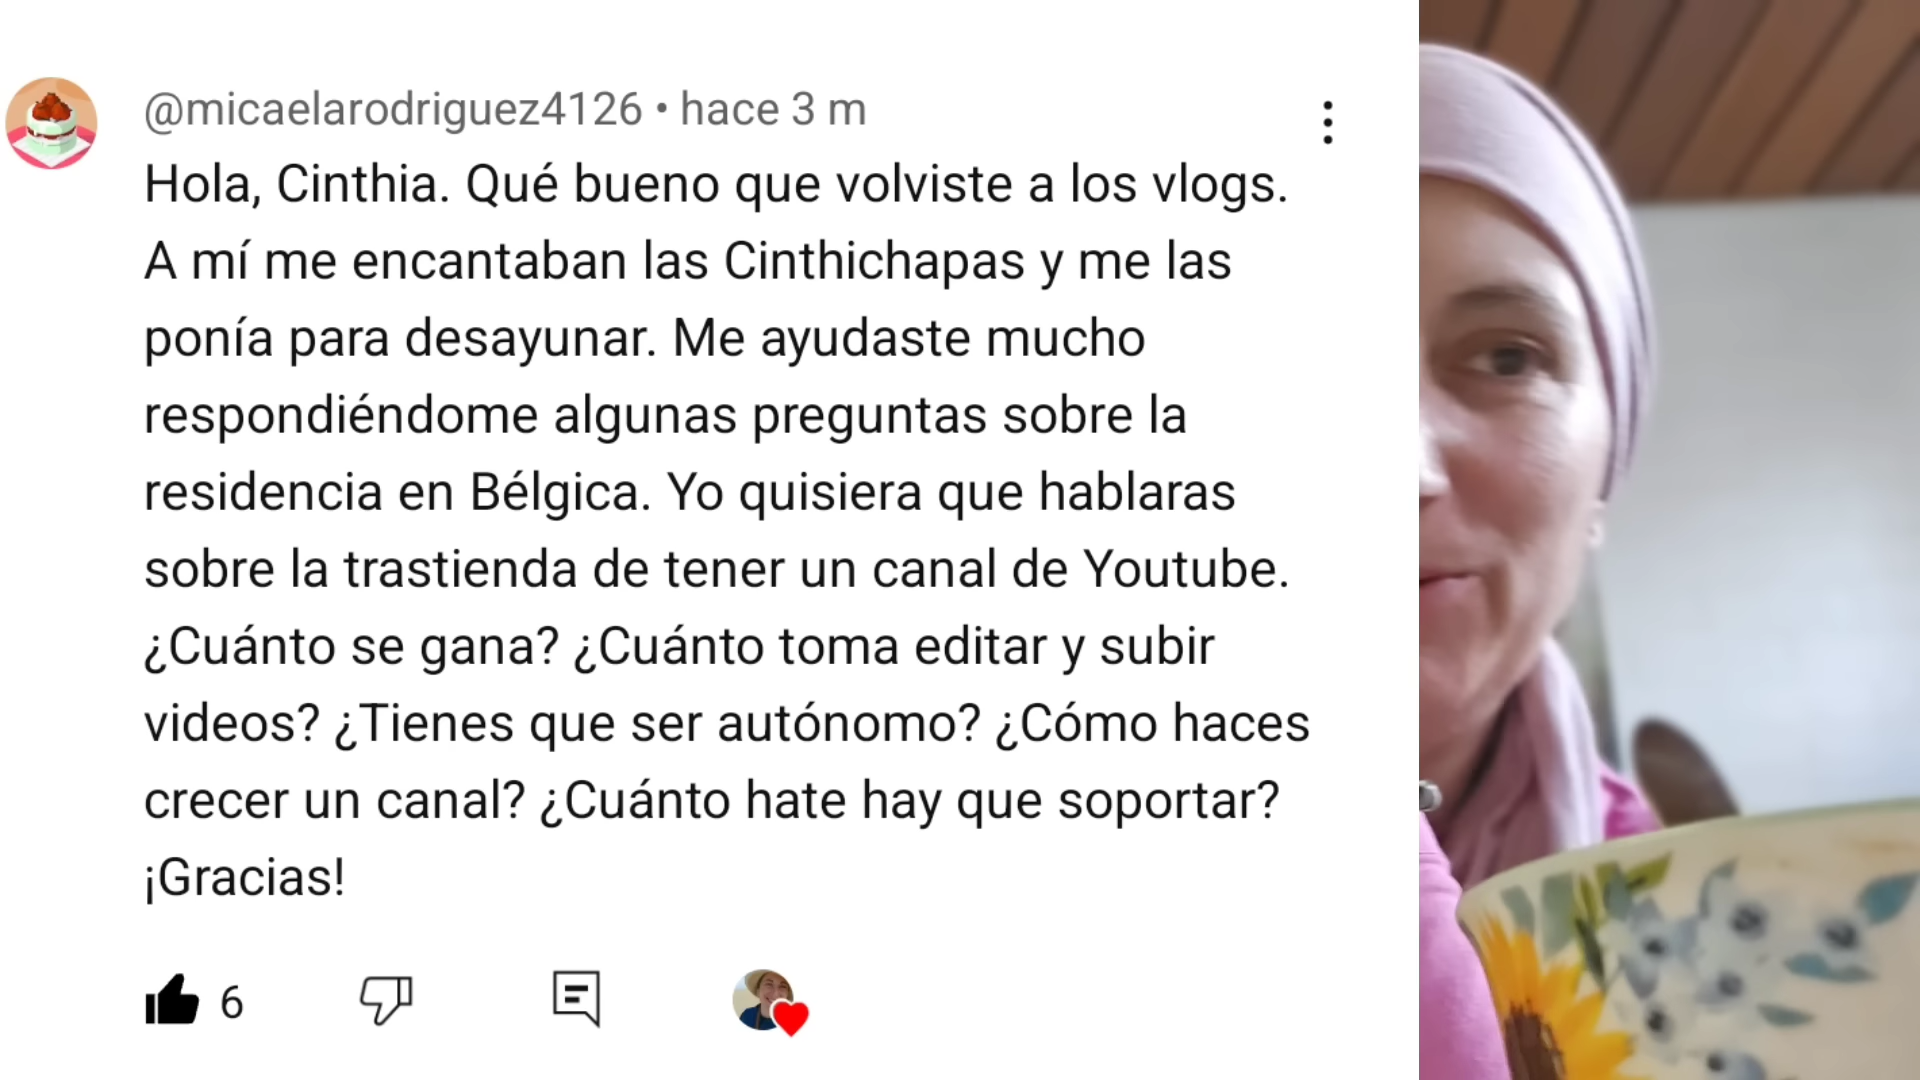 @micaelarodriguez4126 • hace 3 m
Hola, Cinthia. Qué bueno que volviste a los vlogs.
A mí me encantaban las Cinthichapas y me las
ponía para desayunar. Me ayudaste mucho
respondiéndome algunas preguntas sobre la
residencia en Bélgica. Yo quisiera que hablaras
sobre la trastienda de tener un canal de Youtube.
¿Cuánto se gana? ¿Cuánto toma editar y subir
videos? ¿Tienes que ser autónomo? ¿Cómo haces
crecer un canal? ¿Cuánto hate hay que soportar?
¡Gracias!
6